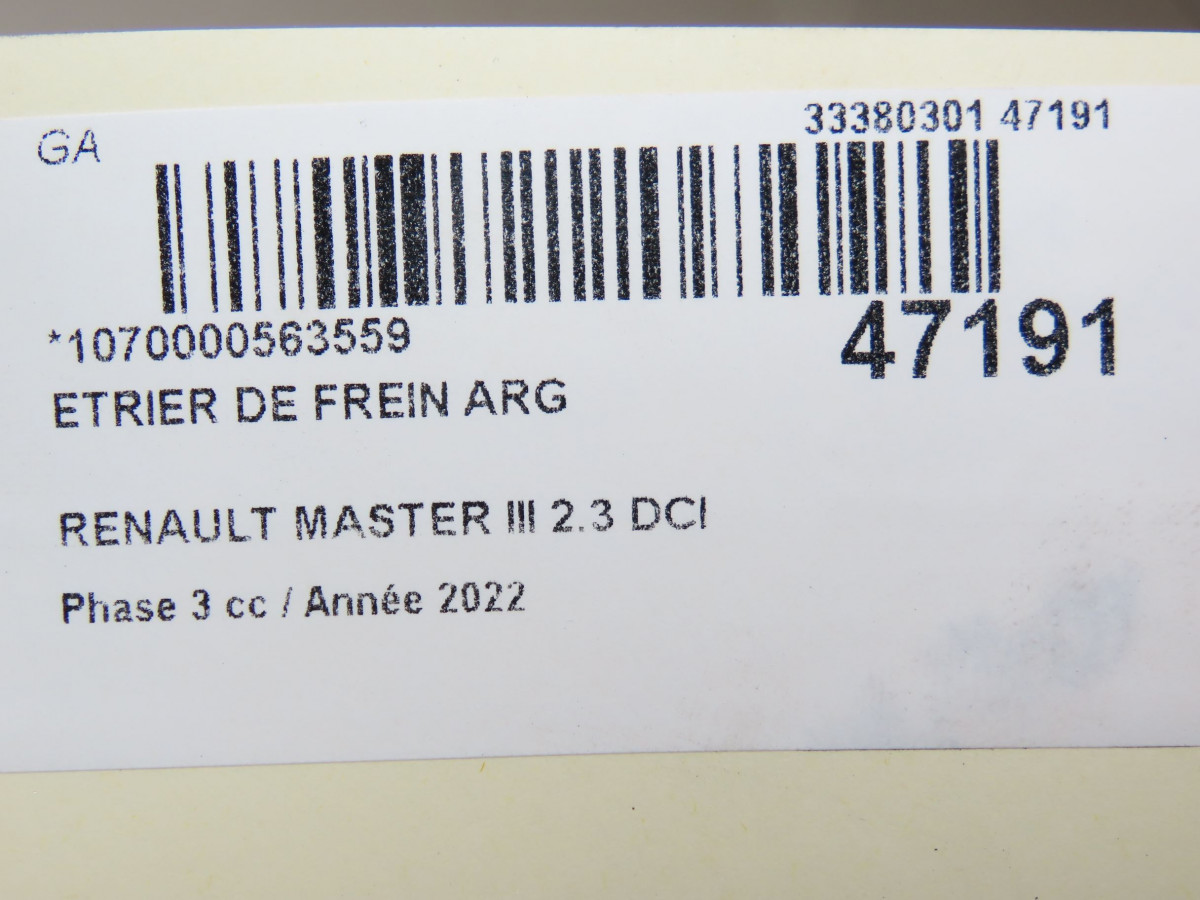 GA
33380301 47191
*1070000563559
47191
ETRIER DE FREIN ARG
RENAULT MASTER III 2.3 DCI
Phase 3 cc / Année 2022